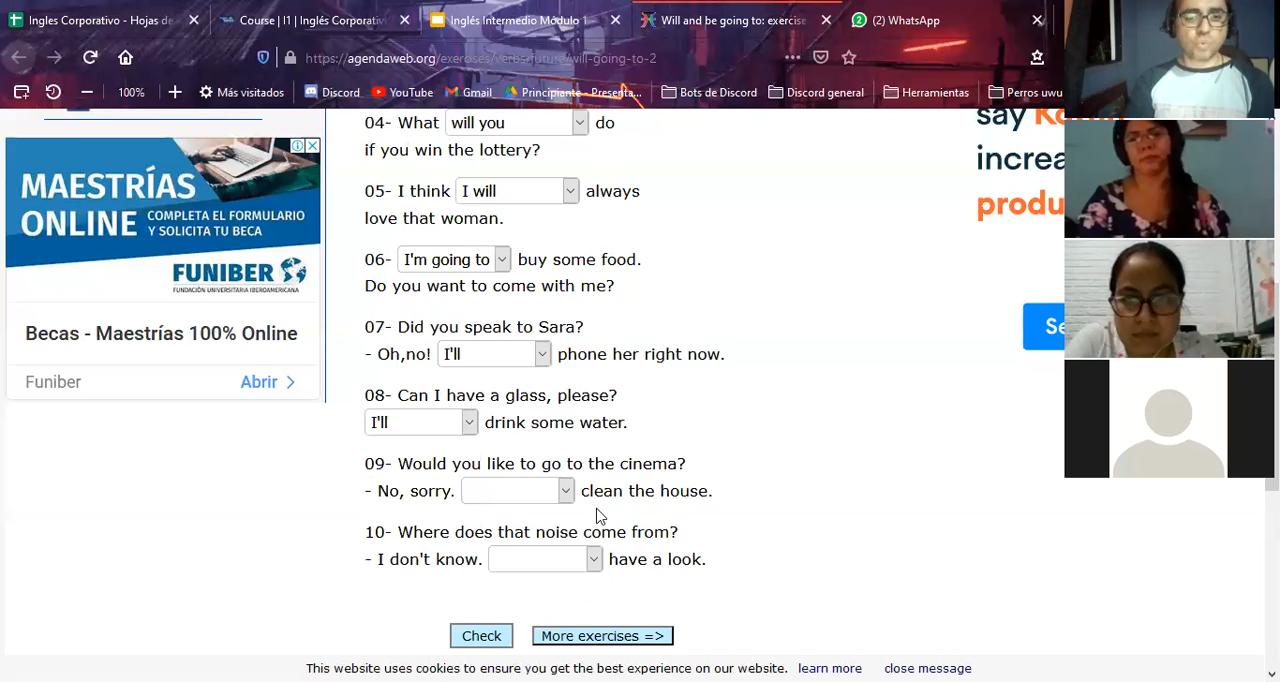 Ingles Corporativo - Hojas de
Course | I1 | Inglés Corporativ
Inglés Intermedio Módulo 1 -
Will and be going to: exercise
(2) WhatsApp
https://agendaweb.org/exercises/verbs/future/will-going-to-2
100%
Más visitados
Discord
YouTube
Gmail
Principiante - Presenta...
Bots de Discord
Discord general
Herramientas
Perros uwu
04- What will you do
if you win the lottery?
05- I think I will always
love that woman.
06- I'm going to buy some food.
Do you want to come with me?
07- Did you speak to Sara?
- Oh,no! I'll phone her right now.
08- Can I have a glass, please?
I'll drink some water.
09- Would you like to go to the cinema?
- No, sorry. clean the house.
10- Where does that noise come from?
- I don't know. have a look.
Check
More exercises =>
MAESTRÍAS
ONLINE
COMPLETA EL FORMULARIO
Y SOLICITA TU BECA
FUNIBER
FUNDACIÓN UNIVERSITARIA IBEROAMERICANA
Becas - Maestrías 100% Online
Funiber
Abrir
say
increa
produ
Se
This website uses cookies to ensure you get the best experience on our website. learn more close message